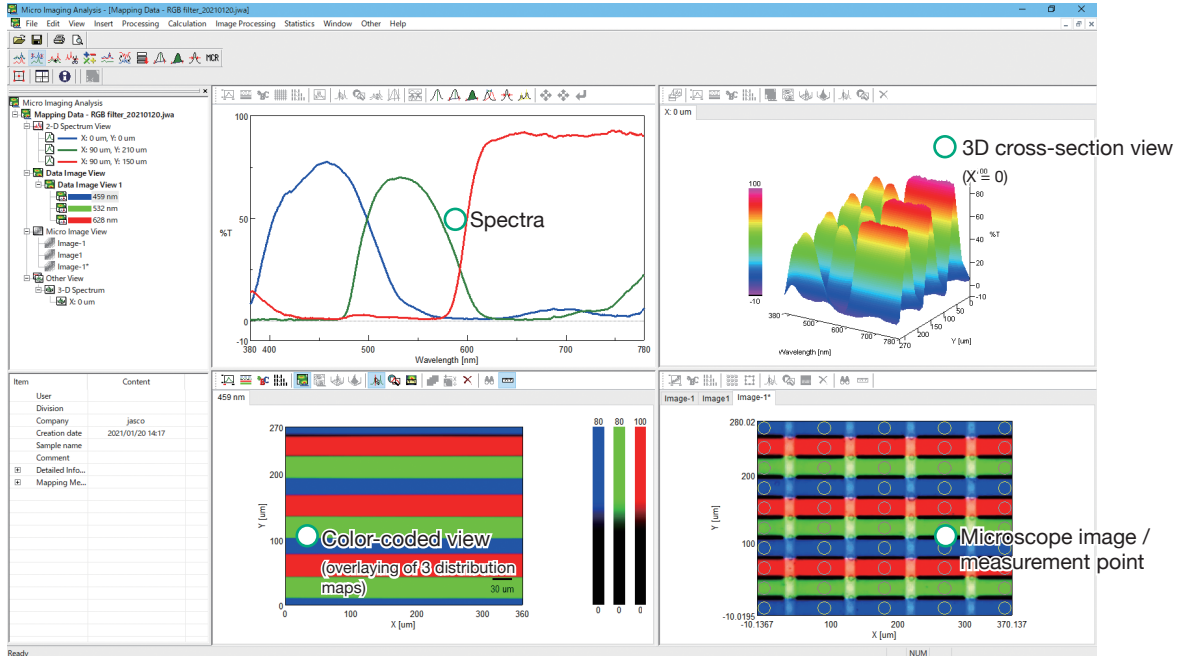 Micro Imaging Analysis - [Mapping Data - RGB filter_20210120.jwa]
File Edit View Insert Processing Calculation Image Processing Statistics Window Other Help
MCR
Micro Imaging Analysis
Mapping Data - RGB filter_20210120.jwa
2-D Spectrum View
X: 0 um, Y: 0 um
X: 90 um, Y: 210 um
X: 90 um, Y: 150 um
Data Image View
Data Image View 1
459 nm
532 nm
628 nm
Micro Image View
Image-1
Image1
Image-1*
Other View
3-D Spectrum
X: 0 um
Item Content
User
Division
Company jasco
Creation date 2021/01/20 14:17
Sample name
Comment
Detailed Info...
Mapping Me...
100
50
%T
0
-10
380 400 500 600 700 780
Wavelength [nm]
Spectra
X: 0 um
3D cross-section view
(X = 0)
100
-10
80
60
%T
40
20
0
-10
380 500 600 700 780
Wavelength [nm]
270 200 150 100 50 0
Y [um]
459 nm
270
200
Y [um]
100
0
0 100 200 300 360
X [um]
Color-coded view
(overlaying of 3 distribution
maps)
30 um
80 80 100
0 0 0
Image-1 Image1 Image-1*
280.02
200
Y [um]
100
-10.0195
-10.1367 100 200 300 370.137
X [um]
Microscope image /
measurement point
Ready
NUM